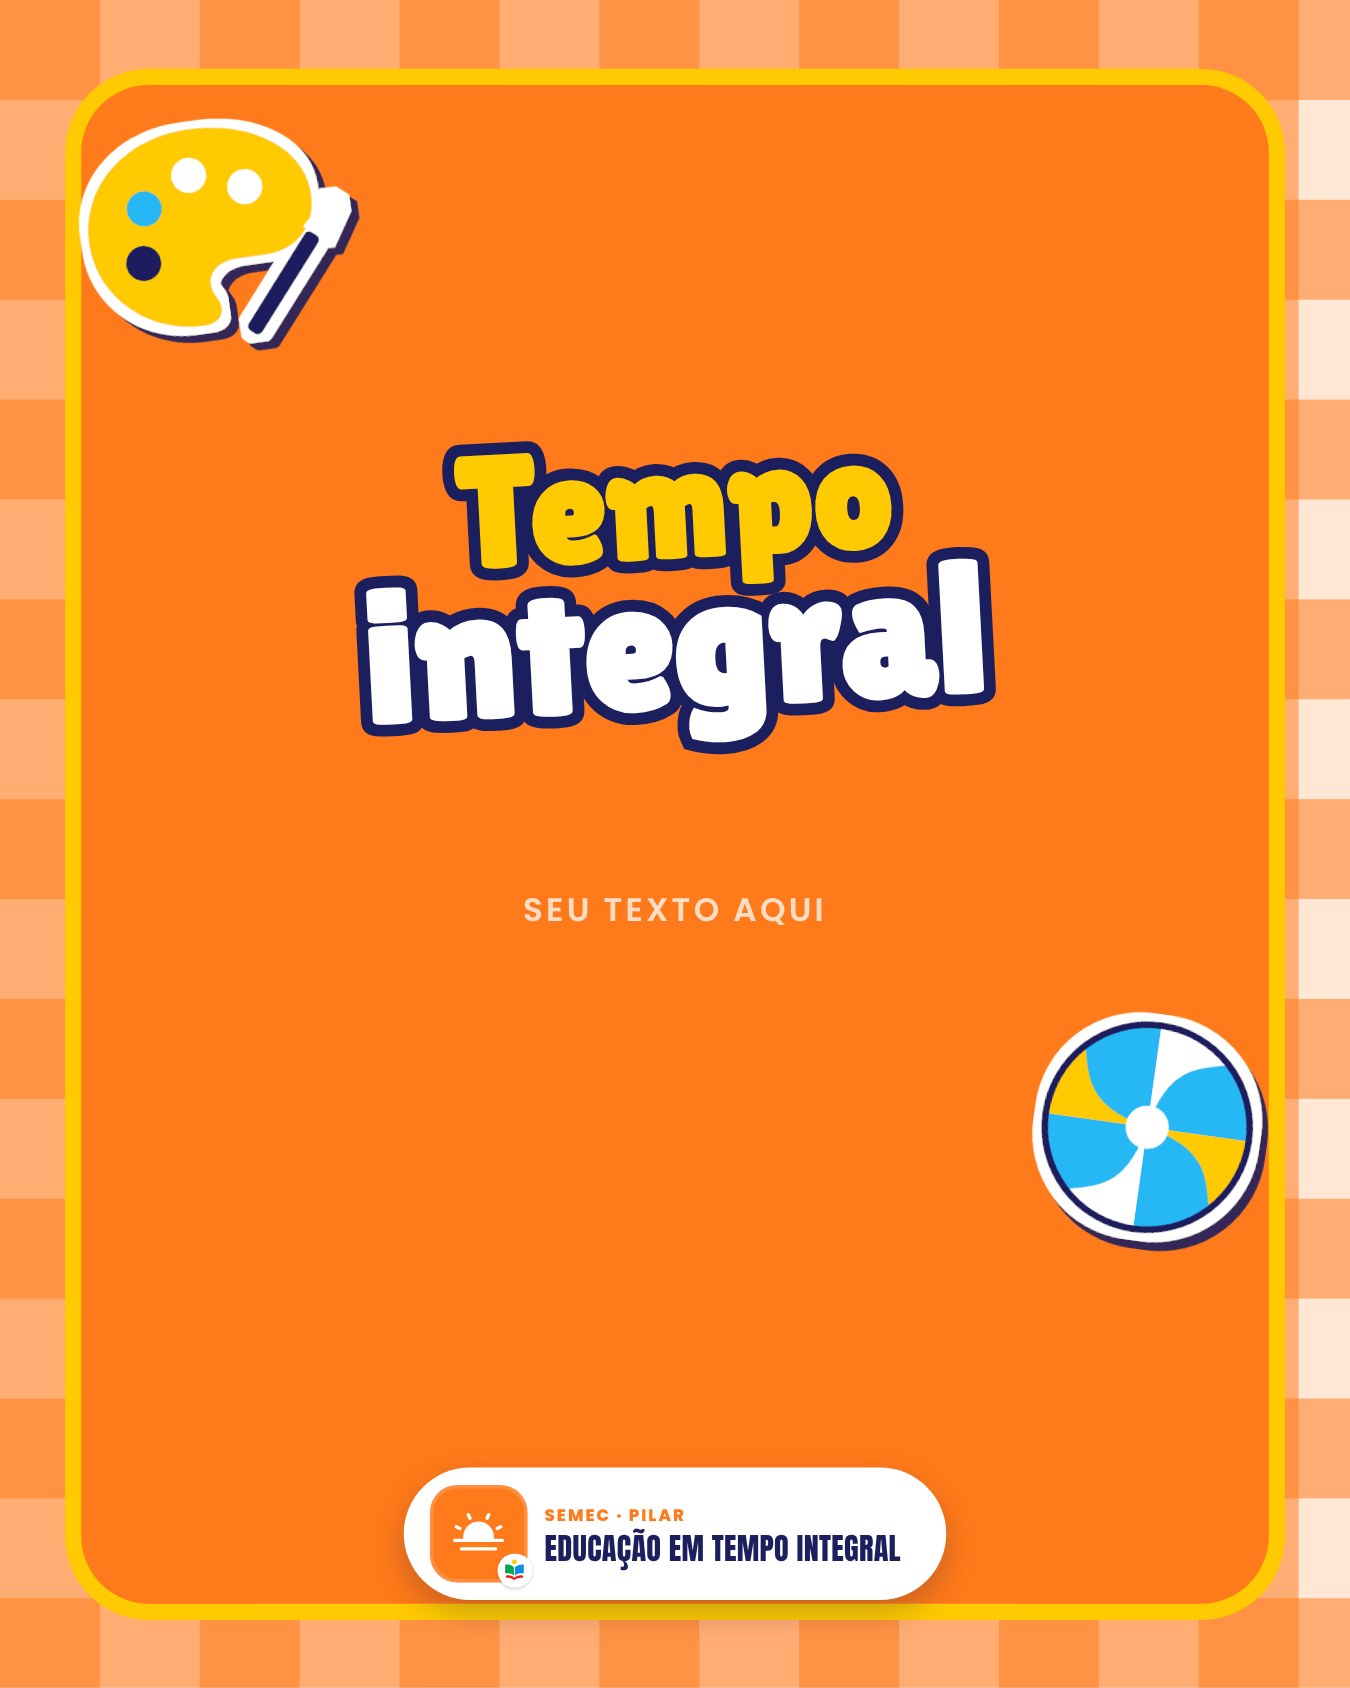 Tempo
integral
SEU TEXTO AQUI
SEMEC · PILAR
EDUCAÇÃO EM TEMPO INTEGRAL